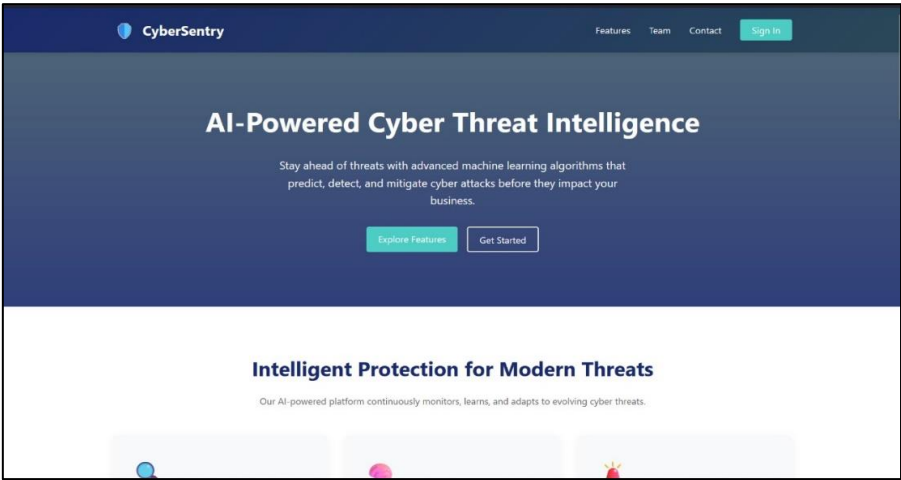 CyberSentry
Features Team Contact Sign In
AI-Powered Cyber Threat Intelligence
Stay ahead of threats with advanced machine learning algorithms that
predict, detect, and mitigate cyber attacks before they impact your
business.
Explore Features Get Started
Intelligent Protection for Modern Threats
Our AI-powered platform continuously monitors, learns, and adapts to evolving cyber threats.